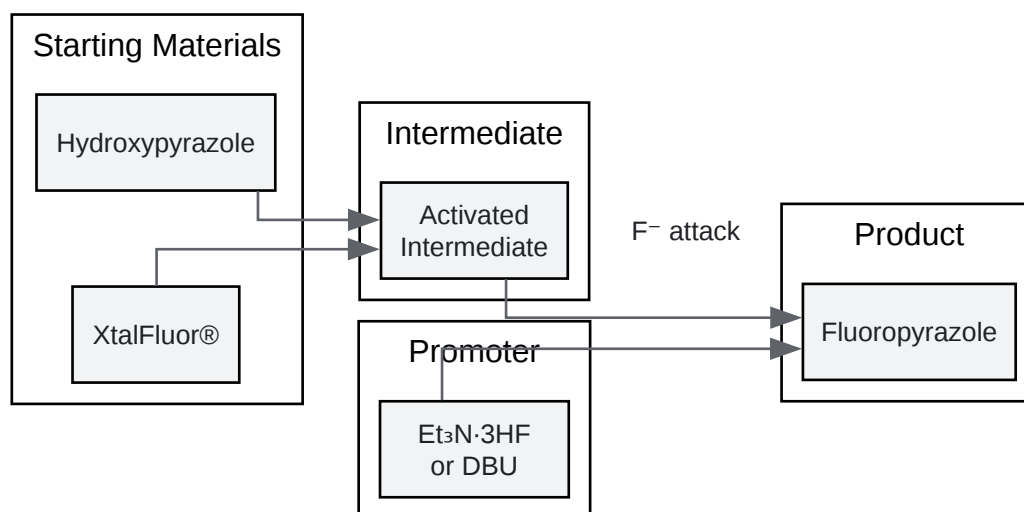 Starting Materials
Hydroxypyrazole
XtalFluor®
Intermediate
Activated
Intermediate
Promoter
Et₃N·3HF
or DBU
F⁻ attack
Product
Fluoropyrazole